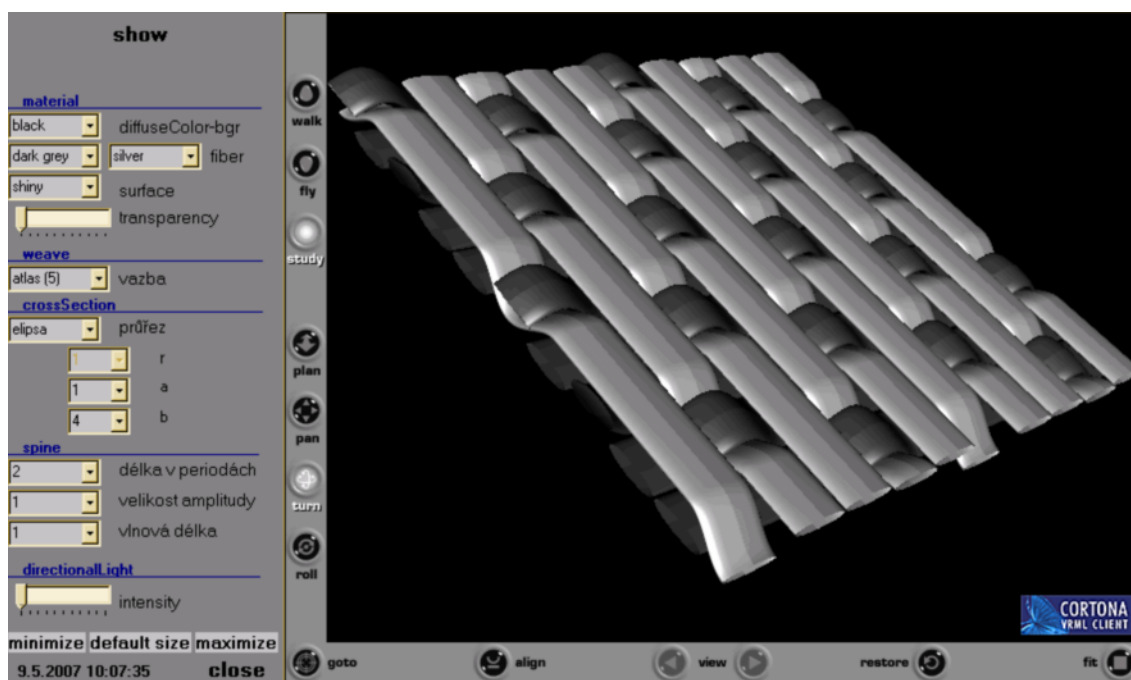 show
material
black diffuseColor-bgr
dark grey silver fiber
shiny surface
transparency
weave
atlas (5) vazba
crossSection
elipsa průřez
1 r
1 a
4 b
spine
2 délka v periodách
1 velikost amplitudy
1 vlnová délka
directionalLight
intensity
minimize default size maximize
9.5.2007 10:07:35 close
walk
fly
study
plan
pan
turn
roll
goto align view restore fit
CORTONA
VRML CLIENT